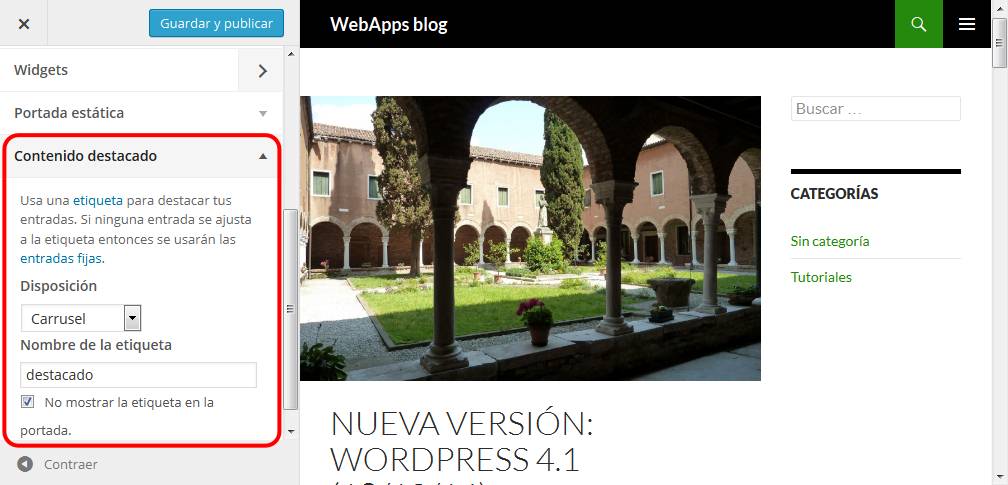 Guardar y publicar
Widgets
Portada estática
Contenido destacado
Usa una etiqueta para destacar tus
entradas. Si ninguna entrada se ajusta
a la etiqueta entonces se usarán las
entradas fijas.
Disposición
Carrusel
Nombre de la etiqueta
destacado
No mostrar la etiqueta en la
portada.
Contraer
WebApps blog
NUEVA VERSIÓN:
WORDPRESS 4.1
Buscar …
CATEGORÍAS
Sin categoría
Tutoriales